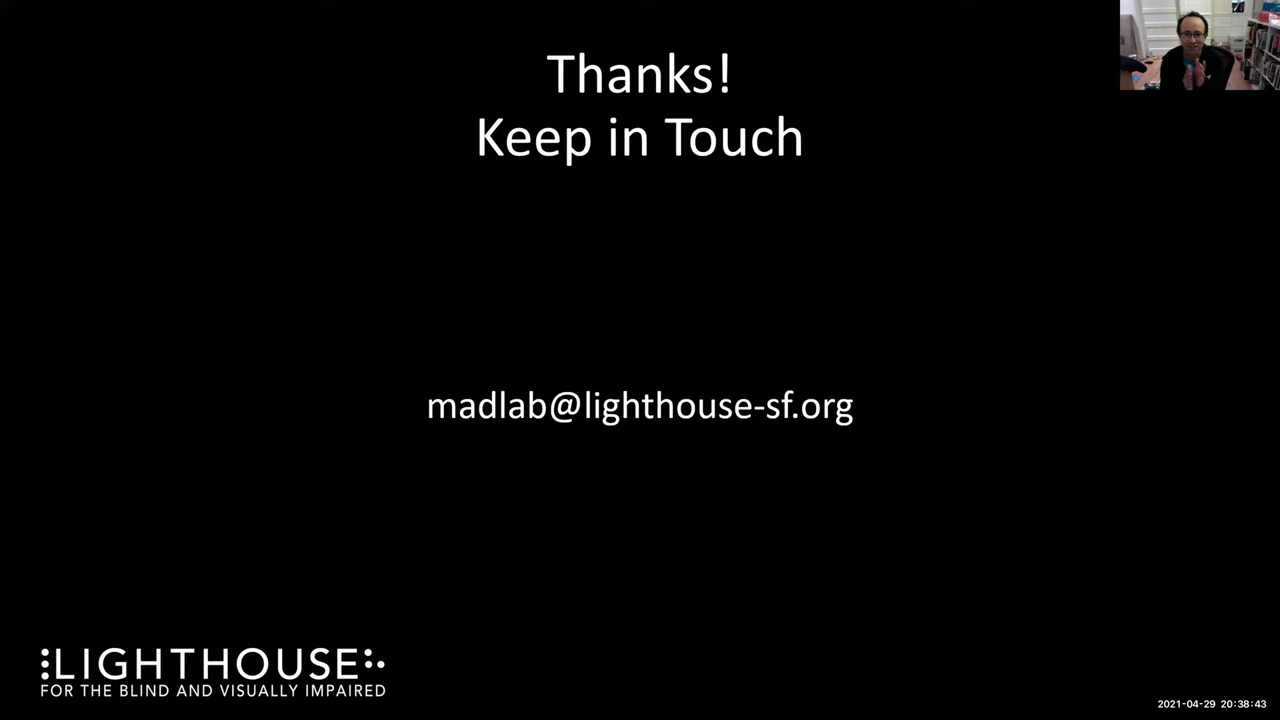 Thanks!
Keep in Touch
madlab@lighthouse-sf.org
LIGHTHOUSE
FOR THE BLIND AND VISUALLY IMPAIRED
2021-04-29 20:38:43